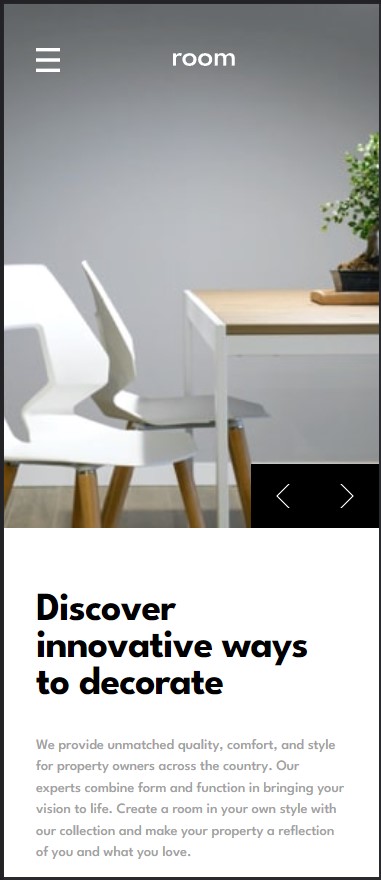 room
Discover
innovative ways
to decorate
We provide unmatched quality, comfort, and style
for property owners across the country. Our
experts combine form and function in bringing your
vision to life. Create a room in your own style with
our collection and make your property a reflection
of you and what you love.